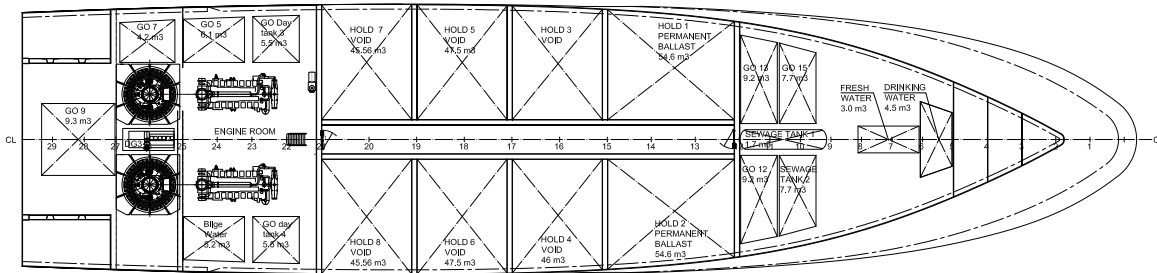 GO 7
4.2 m3
GO 5
6.1 m3
GO Day
tank 3
5.5 m3
HOLD 7
VOID
45.56 m3
HOLD 5
VOID
47.5 m3
HOLD 3
VOID
HOLD 1
PERMANENT
BALLAST
54.6 m3
GO 13
9.2 m3
GO 15
7.7 m3
FRESH
WATER
3.0 m3
DRINKING
WATER
4.5 m3
GO 9
9.3 m3
DG3
ENGINE ROOM
SEWAGE TANK 1
1.7 m3
CL
29 28 27 26 25 24 23 22 21 20 19 18 17 16 15 14 13 12 11 10 9 8 7 6 5 4 3 2 1
Bilge
Water
5.2 m3
GO day
tank 4
5.5 m3
HOLD 8
VOID
45.56 m3
HOLD 6
VOID
47.5 m3
HOLD 4
VOID
46 m3
HOLD 2
PERMANENT
BALLAST
54.6 m3
GO 12
9.2 m3
SEWAGE
TANK 2
7.7 m3